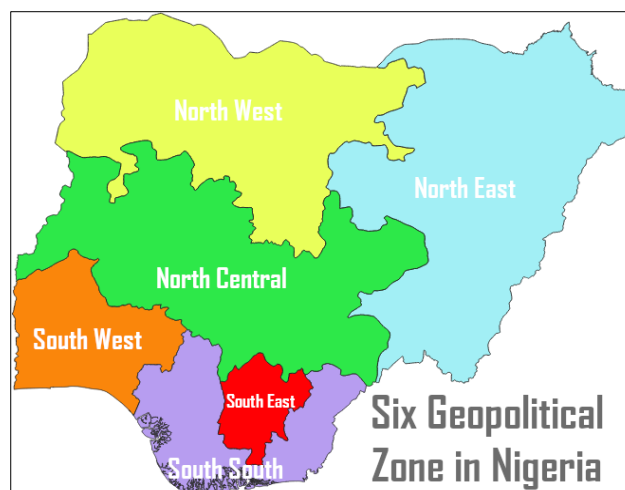 North West
North East
North Central
South West
South East
South South
Six Geopolitical
Zone in Nigeria